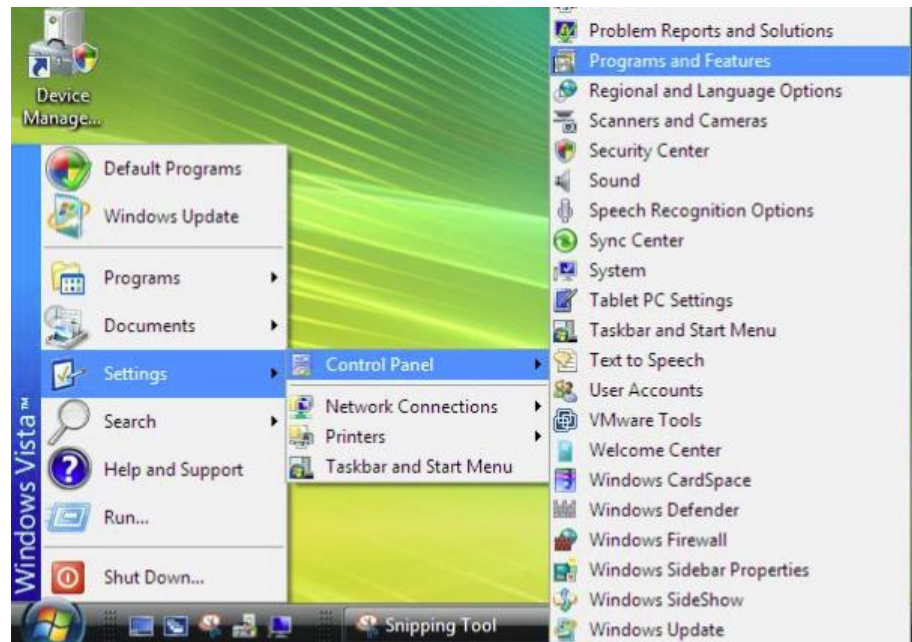 Device
Manage...
Default Programs
Windows Update
Programs
Documents
Settings
Search
Help and Support
Run...
Shut Down...
Windows Vista™
Control Panel
Network Connections
Printers
Taskbar and Start Menu
Problem Reports and Solutions
Programs and Features
Regional and Language Options
Scanners and Cameras
Security Center
Sound
Speech Recognition Options
Sync Center
System
Tablet PC Settings
Taskbar and Start Menu
Text to Speech
User Accounts
VMware Tools
Welcome Center
Windows CardSpace
Windows Defender
Windows Firewall
Windows Sidebar Properties
Windows SideShow
Windows Update
Snipping Tool